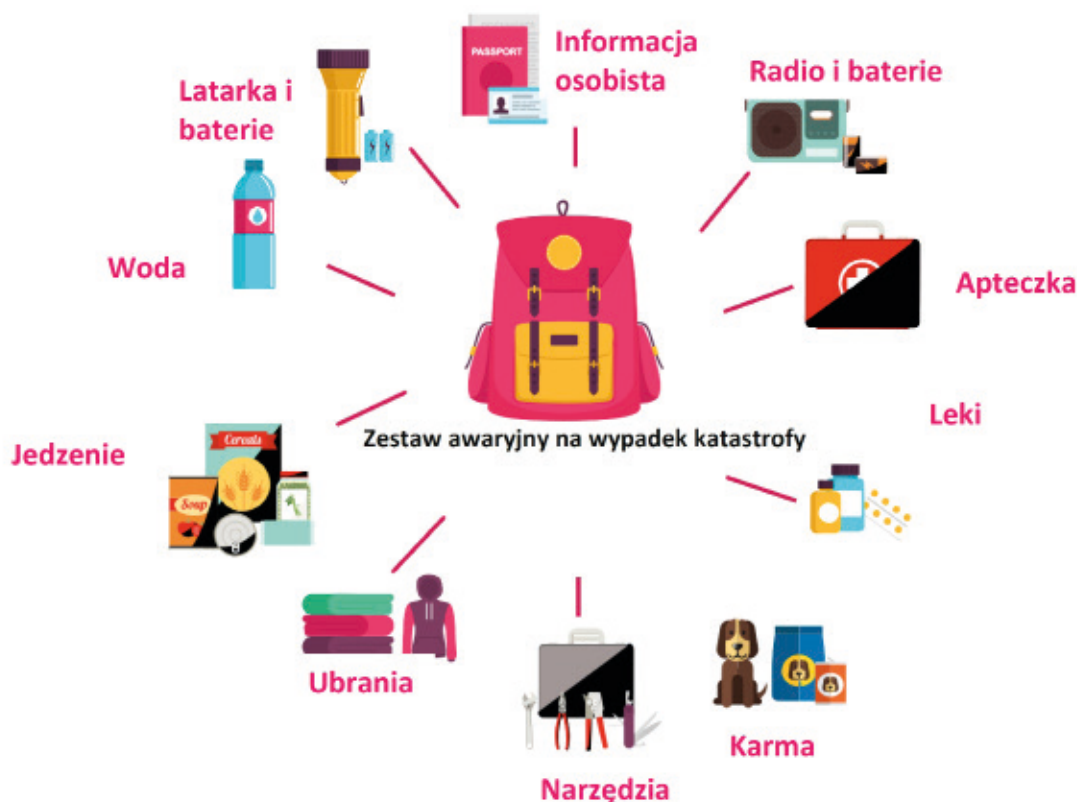 Informacja
osobista
PASSPORT
Radio i baterie
Latarka i
baterie
Woda
Apteczka
Leki
Zestaw awaryjny na wypadek katastrofy
Jedzenie
Cereals
Soup
Ubrania
Karma
Narzędzia